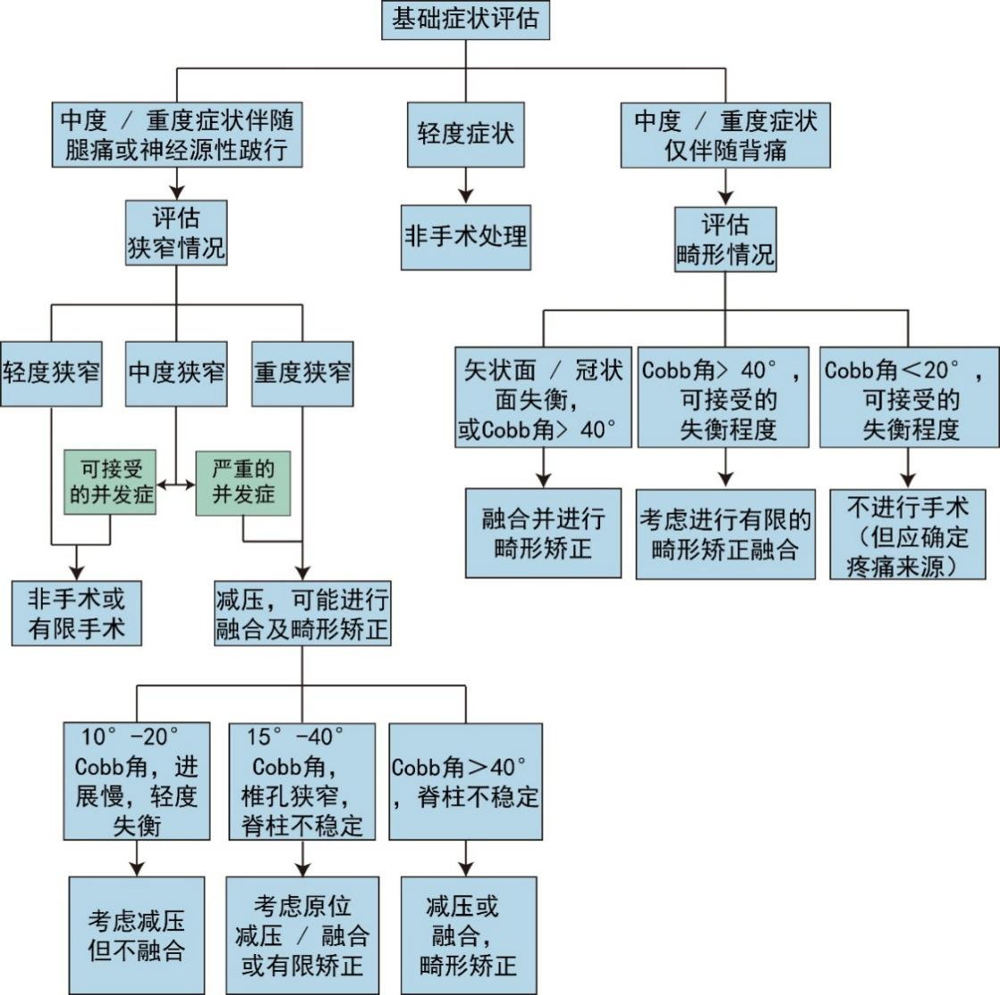 基础症状评估
中度 / 重度症状伴随
腿痛或神经源性跛行
轻度症状
中度 / 重度症状
仅伴随背痛
评估
狭窄情况
非手术处理
评估
畸形情况
轻度狭窄
中度狭窄
重度狭窄
矢状面 / 冠状
面失衡，
或Cobb角> 40°
Cobb角> 40°，
可接受的
失衡程度
Cobb角＜20°，
可接受的
失衡程度
可接受
的并发症
严重的
并发症
融合并进行
畸形矫正
考虑进行有限的
畸形矫正融合
不进行手术
（但应确定
疼痛来源）
非手术或
有限手术
减压，可能进行
融合及畸形矫正
10°-20°
Cobb角，进
展慢，轻度
失衡
15°-40°
Cobb角，
椎孔狭窄，
脊柱不稳定
Cobb角＞40°
，脊柱不稳定
考虑减压
但不融合
考虑原位
减压 / 融合
或有限矫正
减压或
融合，
畸形矫正